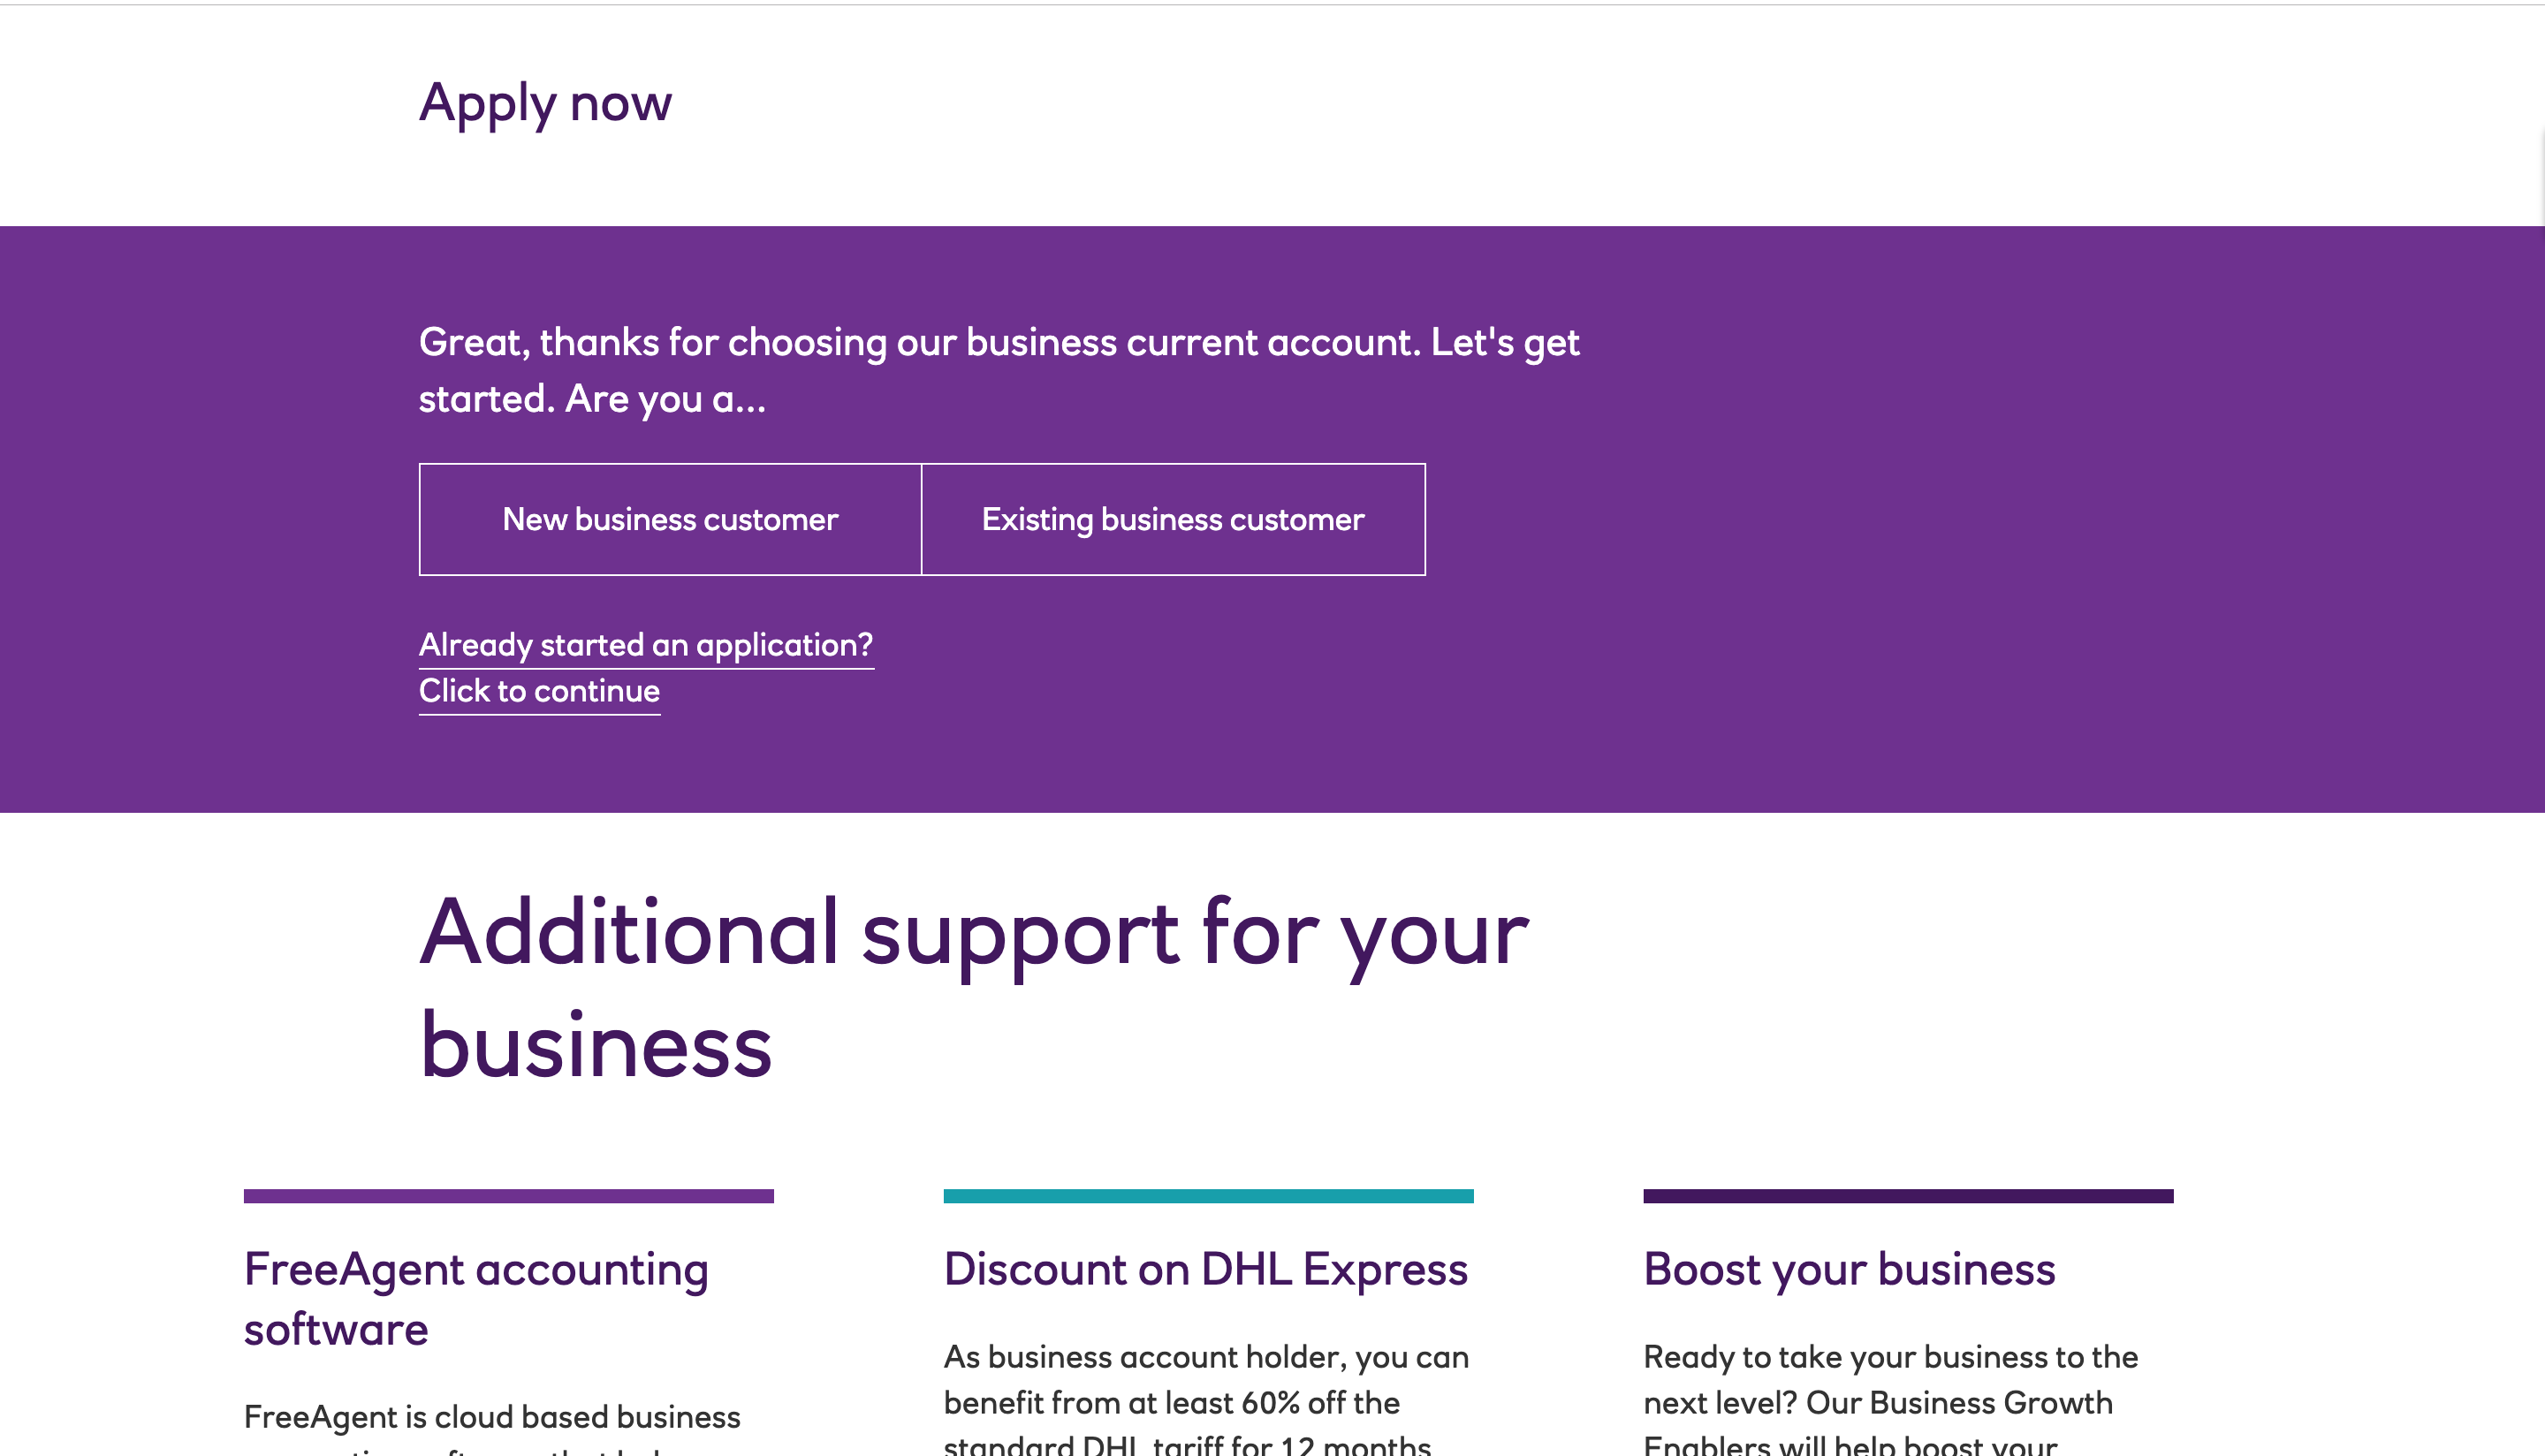 Apply now
Great, thanks for choosing our business current account. Let's get
started. Are you a...
New business customer
Existing business customer
Already started an application?
Click to continue
Additional support for your
business
FreeAgent accounting
software
FreeAgent is cloud based business
Discount on DHL Express
As business account holder, you can
benefit from at least 60% off the
standard DHL tariff for 12 months
Boost your business
Ready to take your business to the
next level? Our Business Growth
Enablers will help boost your